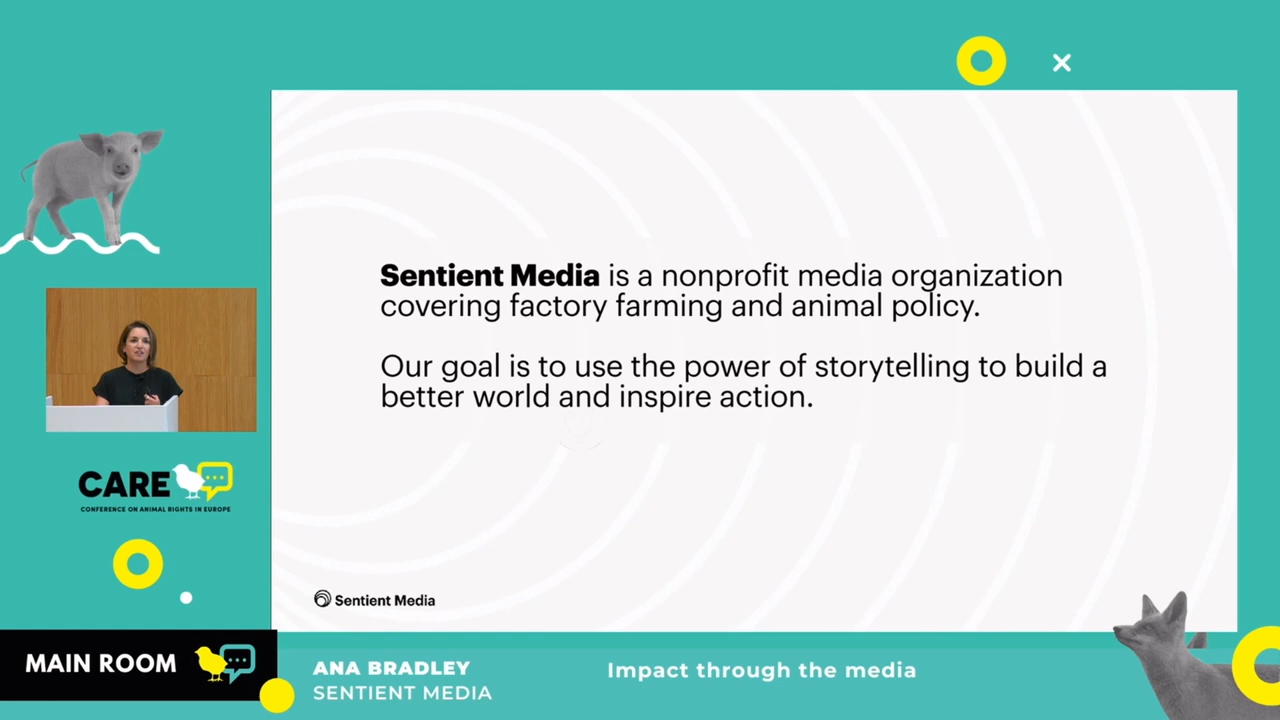 Sentient Media is a nonprofit media organization
covering factory farming and animal policy.
Our goal is to use the power of storytelling to build a
better world and inspire action.
Sentient Media
CARE
CONFERENCE ON ANIMAL RIGHTS IN EUROPE
MAIN ROOM
ANA BRADLEY
SENTIENT MEDIA
Impact through the media